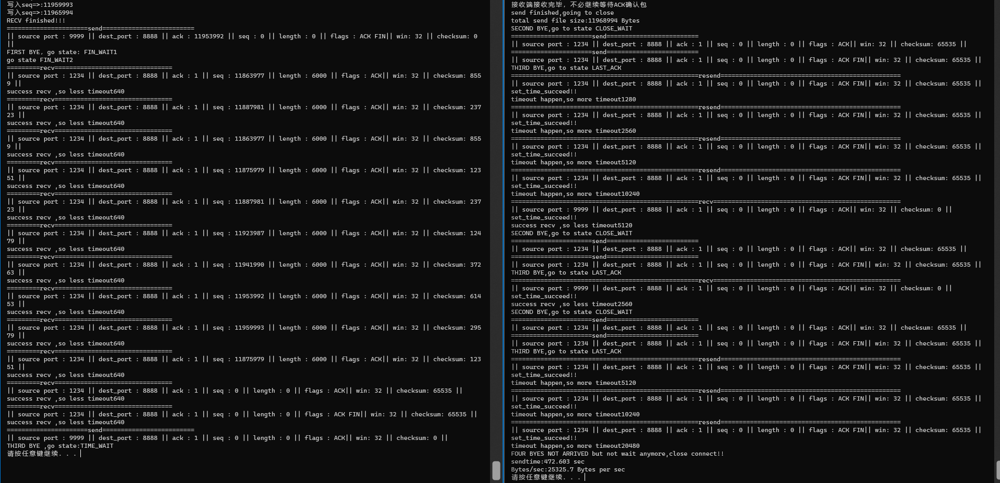 写入seq=>:11959993
写入seq=>:11965994
RECV finished!!!
======================send=========================
|| source port : 9999 || dest_port : 8888 || ack : 11953992 || seq : 0 || length : 0 || flags : ACK FIN|| win: 32 || checksum: 0
||
FIRST BYE, go state: FIN_WAIT1
go state FIN_WAIT2
=========recv================================
|| source port : 1234 || dest_port : 8888 || ack : 1 || seq : 11863977 || length : 6000 || flags : ACK|| win: 32 || checksum: 855
9 ||
success recv ,so less timeout640
=========recv================================
|| source port : 1234 || dest_port : 8888 || ack : 1 || seq : 11887981 || length : 6000 || flags : ACK|| win: 32 || checksum: 237
23 ||
success recv ,so less timeout640
=========recv================================
|| source port : 1234 || dest_port : 8888 || ack : 1 || seq : 11863977 || length : 6000 || flags : ACK|| win: 32 || checksum: 855
9 ||
success recv ,so less timeout640
=========recv================================
|| source port : 1234 || dest_port : 8888 || ack : 1 || seq : 11875979 || length : 6000 || flags : ACK|| win: 32 || checksum: 123
51 ||
success recv ,so less timeout640
=========recv================================
|| source port : 1234 || dest_port : 8888 || ack : 1 || seq : 11887981 || length : 6000 || flags : ACK|| win: 32 || checksum: 237
23 ||
success recv ,so less timeout640
=========recv================================
|| source port : 1234 || dest_port : 8888 || ack : 1 || seq : 11923987 || length : 6000 || flags : ACK|| win: 32 || checksum: 124
79 ||
success recv ,so less timeout640
=========recv================================
|| source port : 1234 || dest_port : 8888 || ack : 1 || seq : 11941990 || length : 6000 || flags : ACK|| win: 32 || checksum: 372
63 ||
success recv ,so less timeout640
=========recv================================
|| source port : 1234 || dest_port : 8888 || ack : 1 || seq : 11953992 || length : 6000 || flags : ACK|| win: 32 || checksum: 614
53 ||
success recv ,so less timeout640
=========recv================================
|| source port : 1234 || dest_port : 8888 || ack : 1 || seq : 11959993 || length : 6000 || flags : ACK|| win: 32 || checksum: 295
79 ||
success recv ,so less timeout640
=========recv================================
|| source port : 1234 || dest_port : 8888 || ack : 1 || seq : 11875979 || length : 6000 || flags : ACK|| win: 32 || checksum: 123
51 ||
success recv ,so less timeout640
=========recv================================
|| source port : 1234 || dest_port : 8888 || ack : 1 || seq : 0 || length : 0 || flags : ACK|| win: 32 || checksum: 65535 ||
success recv ,so less timeout640
=========recv================================
|| source port : 1234 || dest_port : 8888 || ack : 1 || seq : 0 || length : 0 || flags : ACK FIN|| win: 32 || checksum: 65535 ||
success recv ,so less timeout640
======================send=========================
|| source port : 9999 || dest_port : 8888 || ack : 1 || seq : 0 || length : 0 || flags : ACK|| win: 32 || checksum: 0 ||
THIRD BYE ,go state:TIME_WAIT
请按任意键继续. . .
接收端接收完毕, 不必继续等待ACK确认包
send finished,going to close
total send file size:11968994 Bytes
SECOND BYE,go to state CLOSE_WAIT
======================send=============================
|| source port : 1234 || dest_port : 8888 || ack : 1 || seq : 0 || length : 0 || flags : ACK|| win: 32 || checksum: 65535 ||
======================send=============================
|| source port : 1234 || dest_port : 8888 || ack : 1 || seq : 0 || length : 0 || flags : ACK FIN|| win: 32 || checksum: 65535 ||
THIRD BYE,go to state LAST_ACK
===================================================resend=================================================
|| source port : 1234 || dest_port : 8888 || ack : 1 || seq : 0 || length : 0 || flags : ACK FIN|| win: 32 || checksum: 65535 ||
set_time_succeed!!
timeout happen,so more timeout1280
===================================================resend=================================================
|| source port : 1234 || dest_port : 8888 || ack : 1 || seq : 0 || length : 0 || flags : ACK FIN|| win: 32 || checksum: 65535 ||
set_time_succeed!!
timeout happen,so more timeout2560
===================================================resend=================================================
|| source port : 1234 || dest_port : 8888 || ack : 1 || seq : 0 || length : 0 || flags : ACK FIN|| win: 32 || checksum: 65535 ||
set_time_succeed!!
timeout happen,so more timeout5120
===================================================resend=================================================
|| source port : 1234 || dest_port : 8888 || ack : 1 || seq : 0 || length : 0 || flags : ACK FIN|| win: 32 || checksum: 65535 ||
set_time_succeed!!
timeout happen,so more timeout10240
===================================================recv===================================================
|| source port : 9999 || dest_port : 8888 || ack : 1 || seq : 0 || length : 0 || flags : ACK|| win: 32 || checksum: 0 ||
set_time_succeed!!
success recv ,so less timeout5120
SECOND BYE,go to state CLOSE_WAIT
======================send=============================
|| source port : 1234 || dest_port : 8888 || ack : 1 || seq : 0 || length : 0 || flags : ACK|| win: 32 || checksum: 65535 ||
======================send=============================
|| source port : 1234 || dest_port : 8888 || ack : 1 || seq : 0 || length : 0 || flags : ACK FIN|| win: 32 || checksum: 65535 ||
THIRD BYE,go to state LAST_ACK
===================================================recv===================================================
|| source port : 9999 || dest_port : 8888 || ack : 1 || seq : 0 || length : 0 || flags : ACK|| win: 32 || checksum: 0 ||
set_time_succeed!!
success recv ,so less timeout2560
SECOND BYE,go to state CLOSE_WAIT
======================send=============================
|| source port : 1234 || dest_port : 8888 || ack : 1 || seq : 0 || length : 0 || flags : ACK|| win: 32 || checksum: 65535 ||
======================send=============================
|| source port : 1234 || dest_port : 8888 || ack : 1 || seq : 0 || length : 0 || flags : ACK FIN|| win: 32 || checksum: 65535 ||
THIRD BYE,go to state LAST_ACK
===================================================resend=================================================
|| source port : 1234 || dest_port : 8888 || ack : 1 || seq : 0 || length : 0 || flags : ACK FIN|| win: 32 || checksum: 65535 ||
set_time_succeed!!
timeout happen,so more timeout5120
===================================================resend=================================================
|| source port : 1234 || dest_port : 8888 || ack : 1 || seq : 0 || length : 0 || flags : ACK FIN|| win: 32 || checksum: 65535 ||
set_time_succeed!!
timeout happen,so more timeout10240
===================================================resend=================================================
|| source port : 1234 || dest_port : 8888 || ack : 1 || seq : 0 || length : 0 || flags : ACK FIN|| win: 32 || checksum: 65535 ||
set_time_succeed!!
timeout happen,so more timeout20480
FOUR BYES NOT ARRIVED but not wait anymore,close connect!!
sendtime:472.603 sec
Bytes/sec:25325.7 Bytes per sec
请按任意键继续. . .